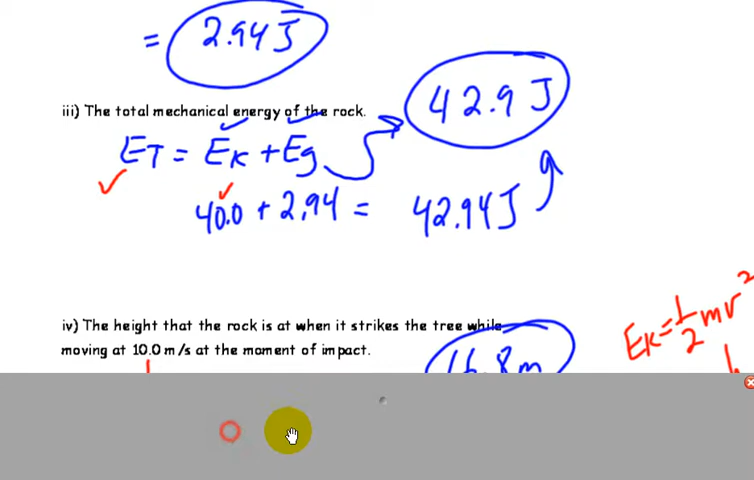 = 2.94 J
iii) The total mechanical energy of the rock.
42.9 J
ET = EK + Eg
40.0 + 2.94 = 42.94 J
iv) The height that the rock is at when it strikes the tree while
moving at 10.0 m/s at the moment of impact.
16.8 m
EK = 1/2 mv²